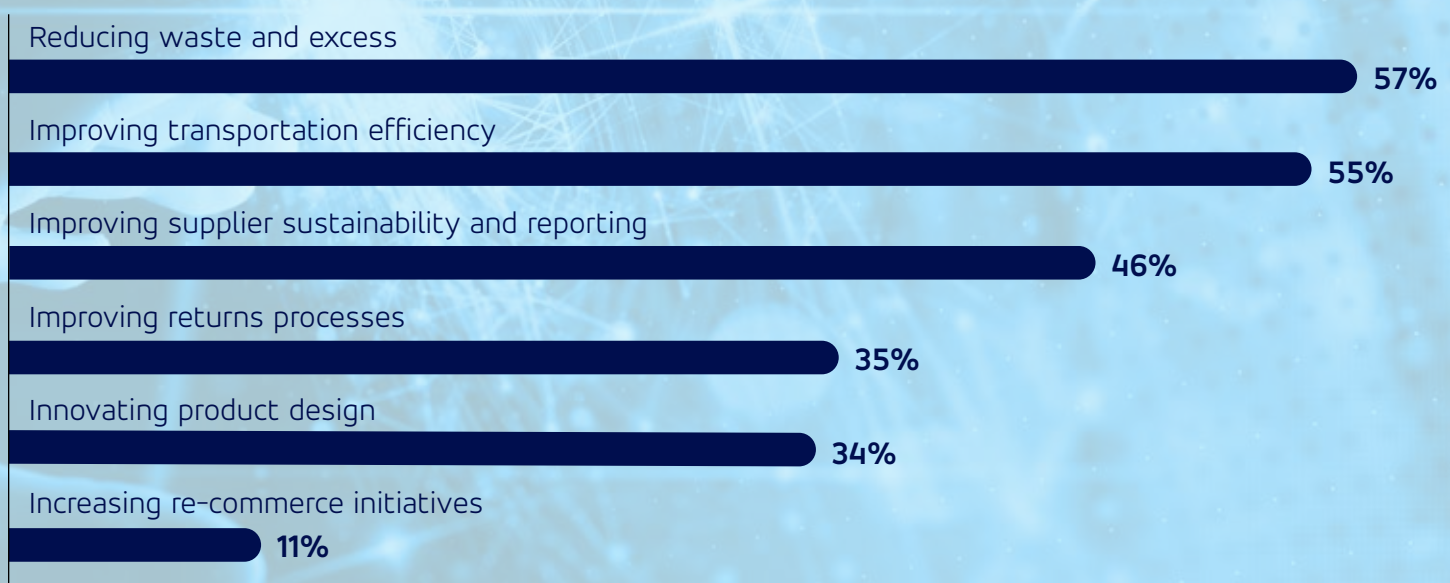 Reducing waste and excess
57%
Improving transportation efficiency
55%
Improving supplier sustainability and reporting
46%
Improving returns processes
35%
Innovating product design
34%
Increasing re-commerce initiatives
11%